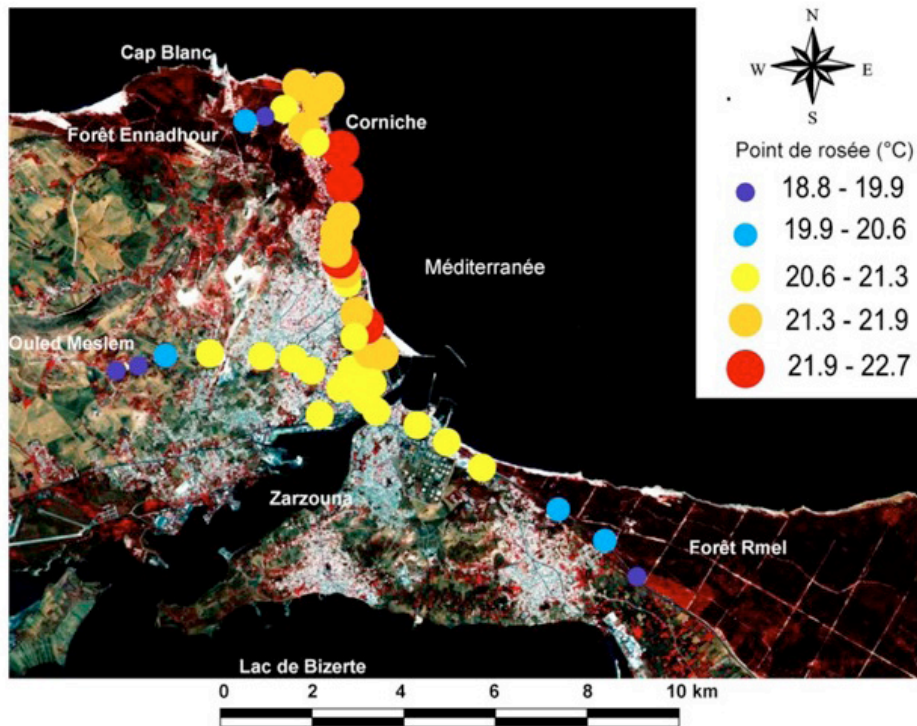 Cap Blanc
Forêt Ennadhour
Corniche
Méditerranée
Ouled Meslem
Zarzouna
Forêt Rmel
Lac de Bizerte
N
W
E
S
Point de rosée (°C)
18.8 - 19.9
19.9 - 20.6
20.6 - 21.3
21.3 - 21.9
21.9 - 22.7
0 2 4 6 8 10 km